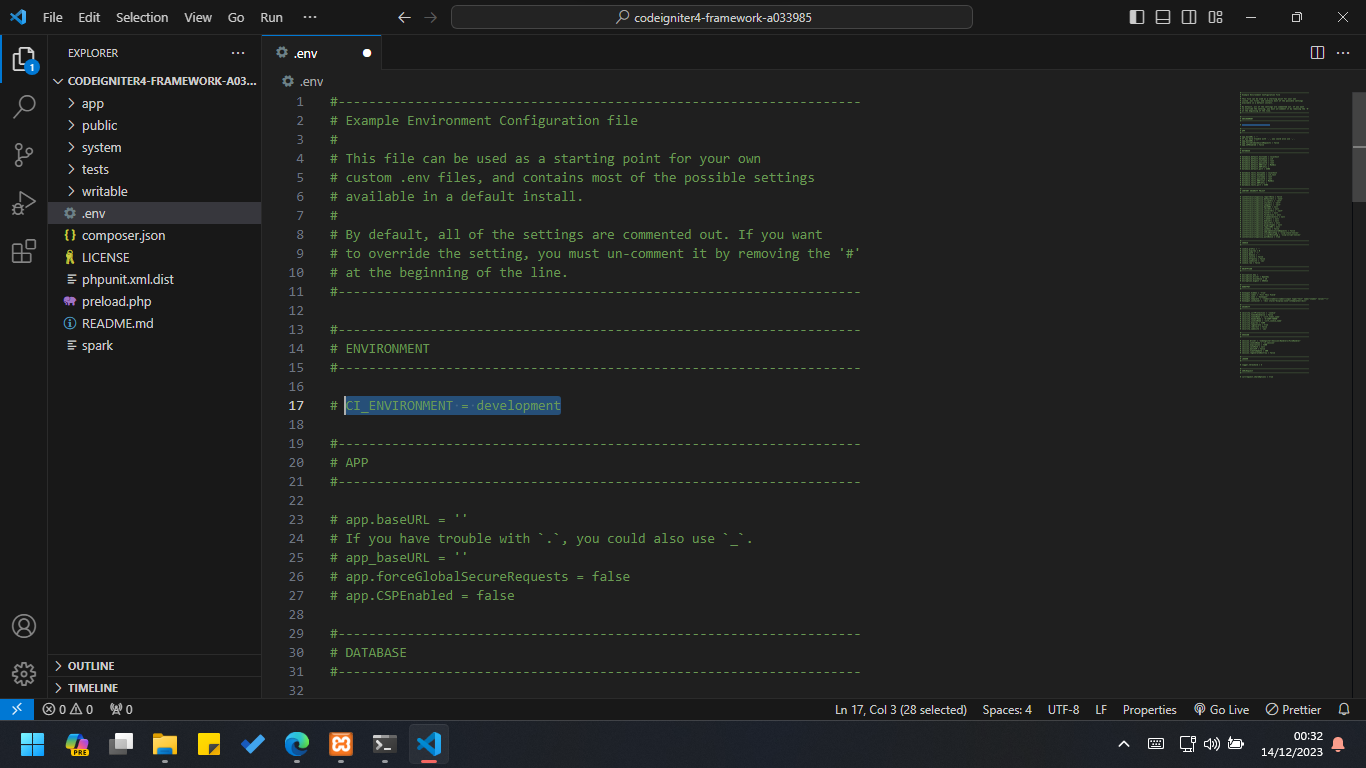 File Edit Selection View Go Run ···
codeigniter4-framework-a033985
EXPLORER
CODEIGNITER4-FRAMEWORK-A03...
app
public
system
tests
writable
.env
composer.json
LICENSE
phpunit.xml.dist
preload.php
README.md
spark
OUTLINE
TIMELINE
1
.env
.env
1 #--------------------------------------------------------------------
2 # Example Environment Configuration file
3 #
4 # This file can be used as a starting point for your own
5 # custom .env files, and contains most of the possible settings
6 # available in a default install.
7 #
8 # By default, all of the settings are commented out. If you want
9 # to override the setting, you must un-comment it by removing the '#'
10 # at the beginning of the line.
11 #--------------------------------------------------------------------
12
13 #--------------------------------------------------------------------
14 # ENVIRONMENT
15 #--------------------------------------------------------------------
16
17 # CI_ENVIRONMENT = development
18
19 #--------------------------------------------------------------------
20 # APP
21 #--------------------------------------------------------------------
22
23 # app.baseURL = ''
24 # If you have trouble with `.`, you could also use `_`.
25 # app_baseURL = ''
26 # app.forceGlobalSecureRequests = false
27 # app.CSPEnabled = false
28
29 #--------------------------------------------------------------------
30 # DATABASE
31 #--------------------------------------------------------------------
32
0 0 0
Ln 17, Col 3 (28 selected) Spaces: 4 UTF-8 LF Properties Go Live Prettier
PRE
00:32
14/12/2023